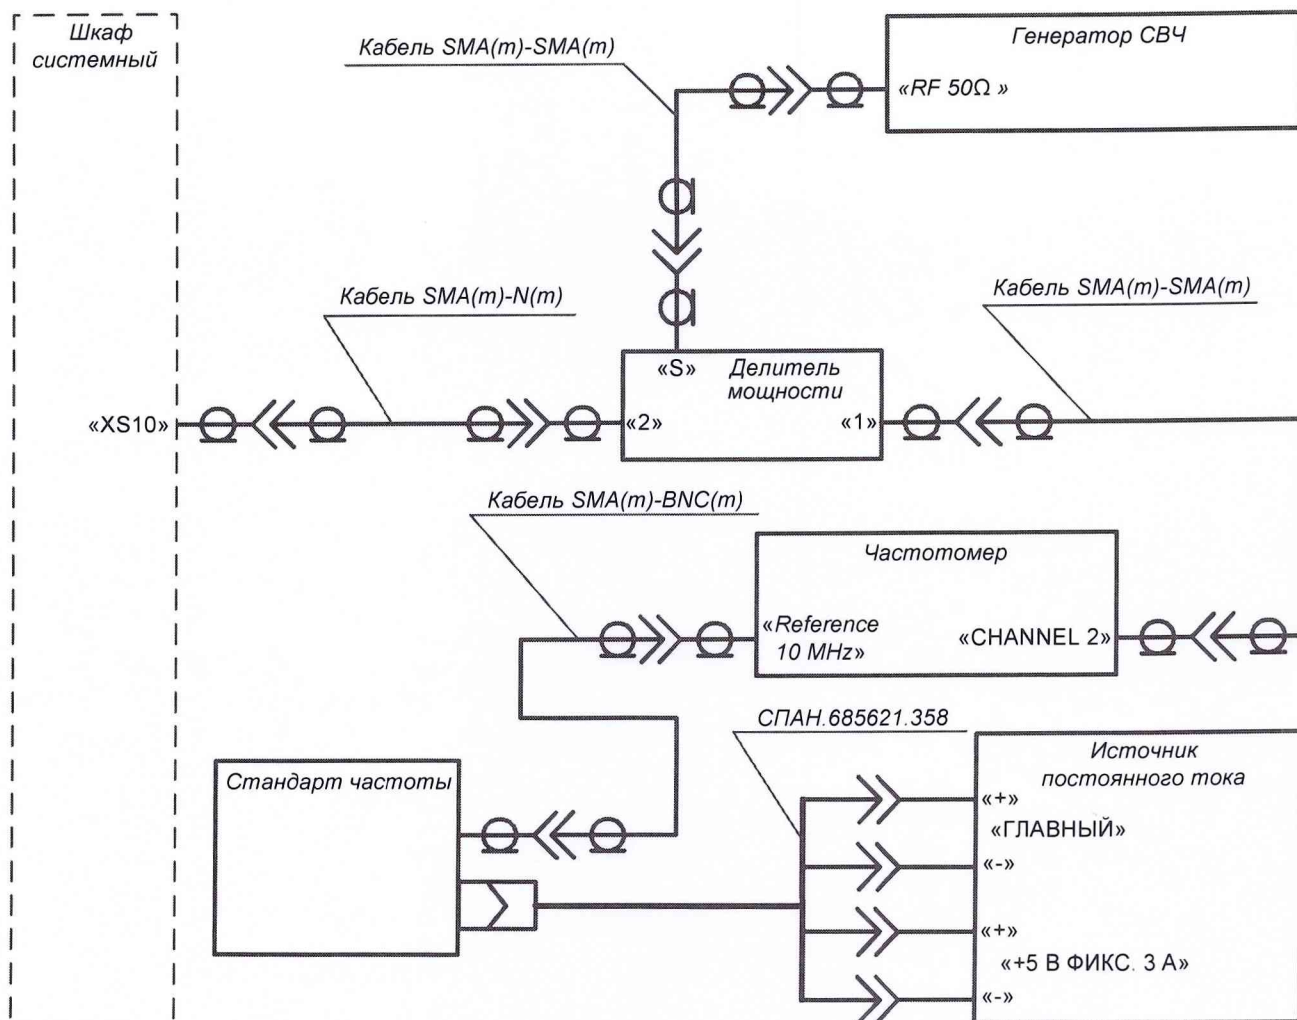 Шкаф
системный
Кабель SMA(m)-SMA(m)
Генератор СВЧ
«RF 50Ω »
Кабель SMA(m)-N(m)
Кабель SMA(m)-SMA(m)
«S»
Делитель
мощности
«XS10»
«2»
«1»
Кабель SMA(m)-BNC(m)
Частотомер
«Reference
10 MHz»
«CHANNEL 2»
СПАН.685621.358
Стандарт частоты
Источник
постоянного тока
«+»
«ГЛАВНЫЙ»
«-»
«+»
«+5 В ФИКС. 3 А»
«-»